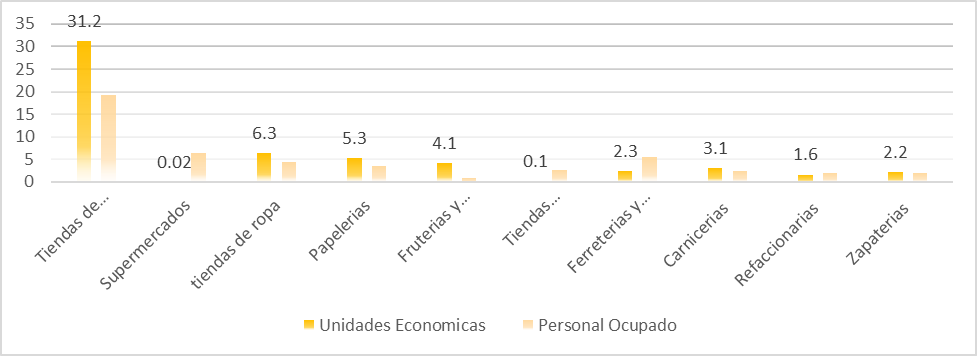 35
30
25
20
15
10
5
0
31.2
0.02
6.3
5.3
4.1
0.1
2.3
3.1
1.6
2.2
Tiendas de...
Supermercados
tiendas de ropa
Papelerias
Fruterias y...
Tiendas...
Ferreterias y...
Carnicerias
Refaccionarias
Zapaterias
Unidades Economicas
Personal Ocupado